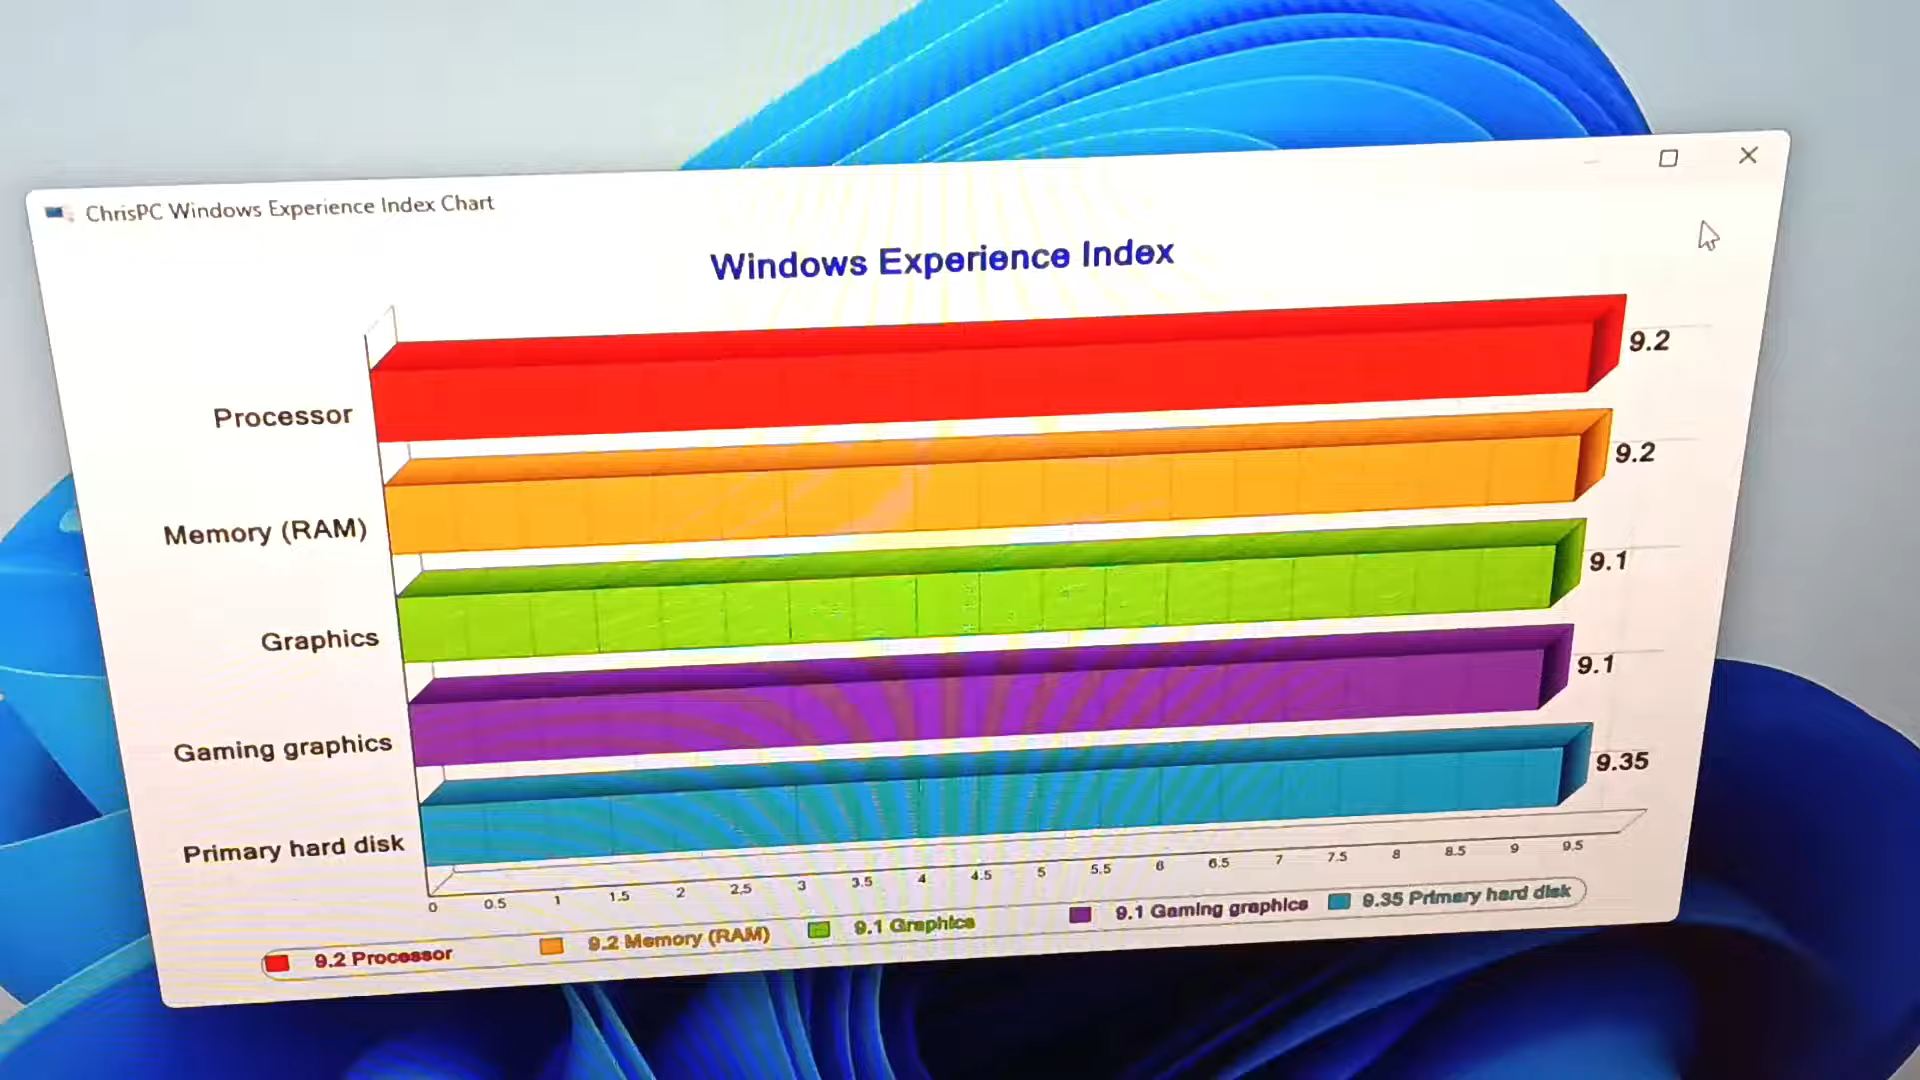 ChrisPC Windows Experience Index Chart
Windows Experience Index
Processor 9.2
Memory (RAM) 9.2
Graphics 9.1
Gaming graphics 9.1
Primary hard disk 9.35
0 0.5 1 1.5 2 2.5 3 3.5 4 4.5 5 5.5 6 6.5 7 7.5 8 8.5 9 9.5
9.2 Processor 9.2 Memory (RAM) 9.1 Graphics 9.1 Gaming graphics 9.35 Primary hard disk